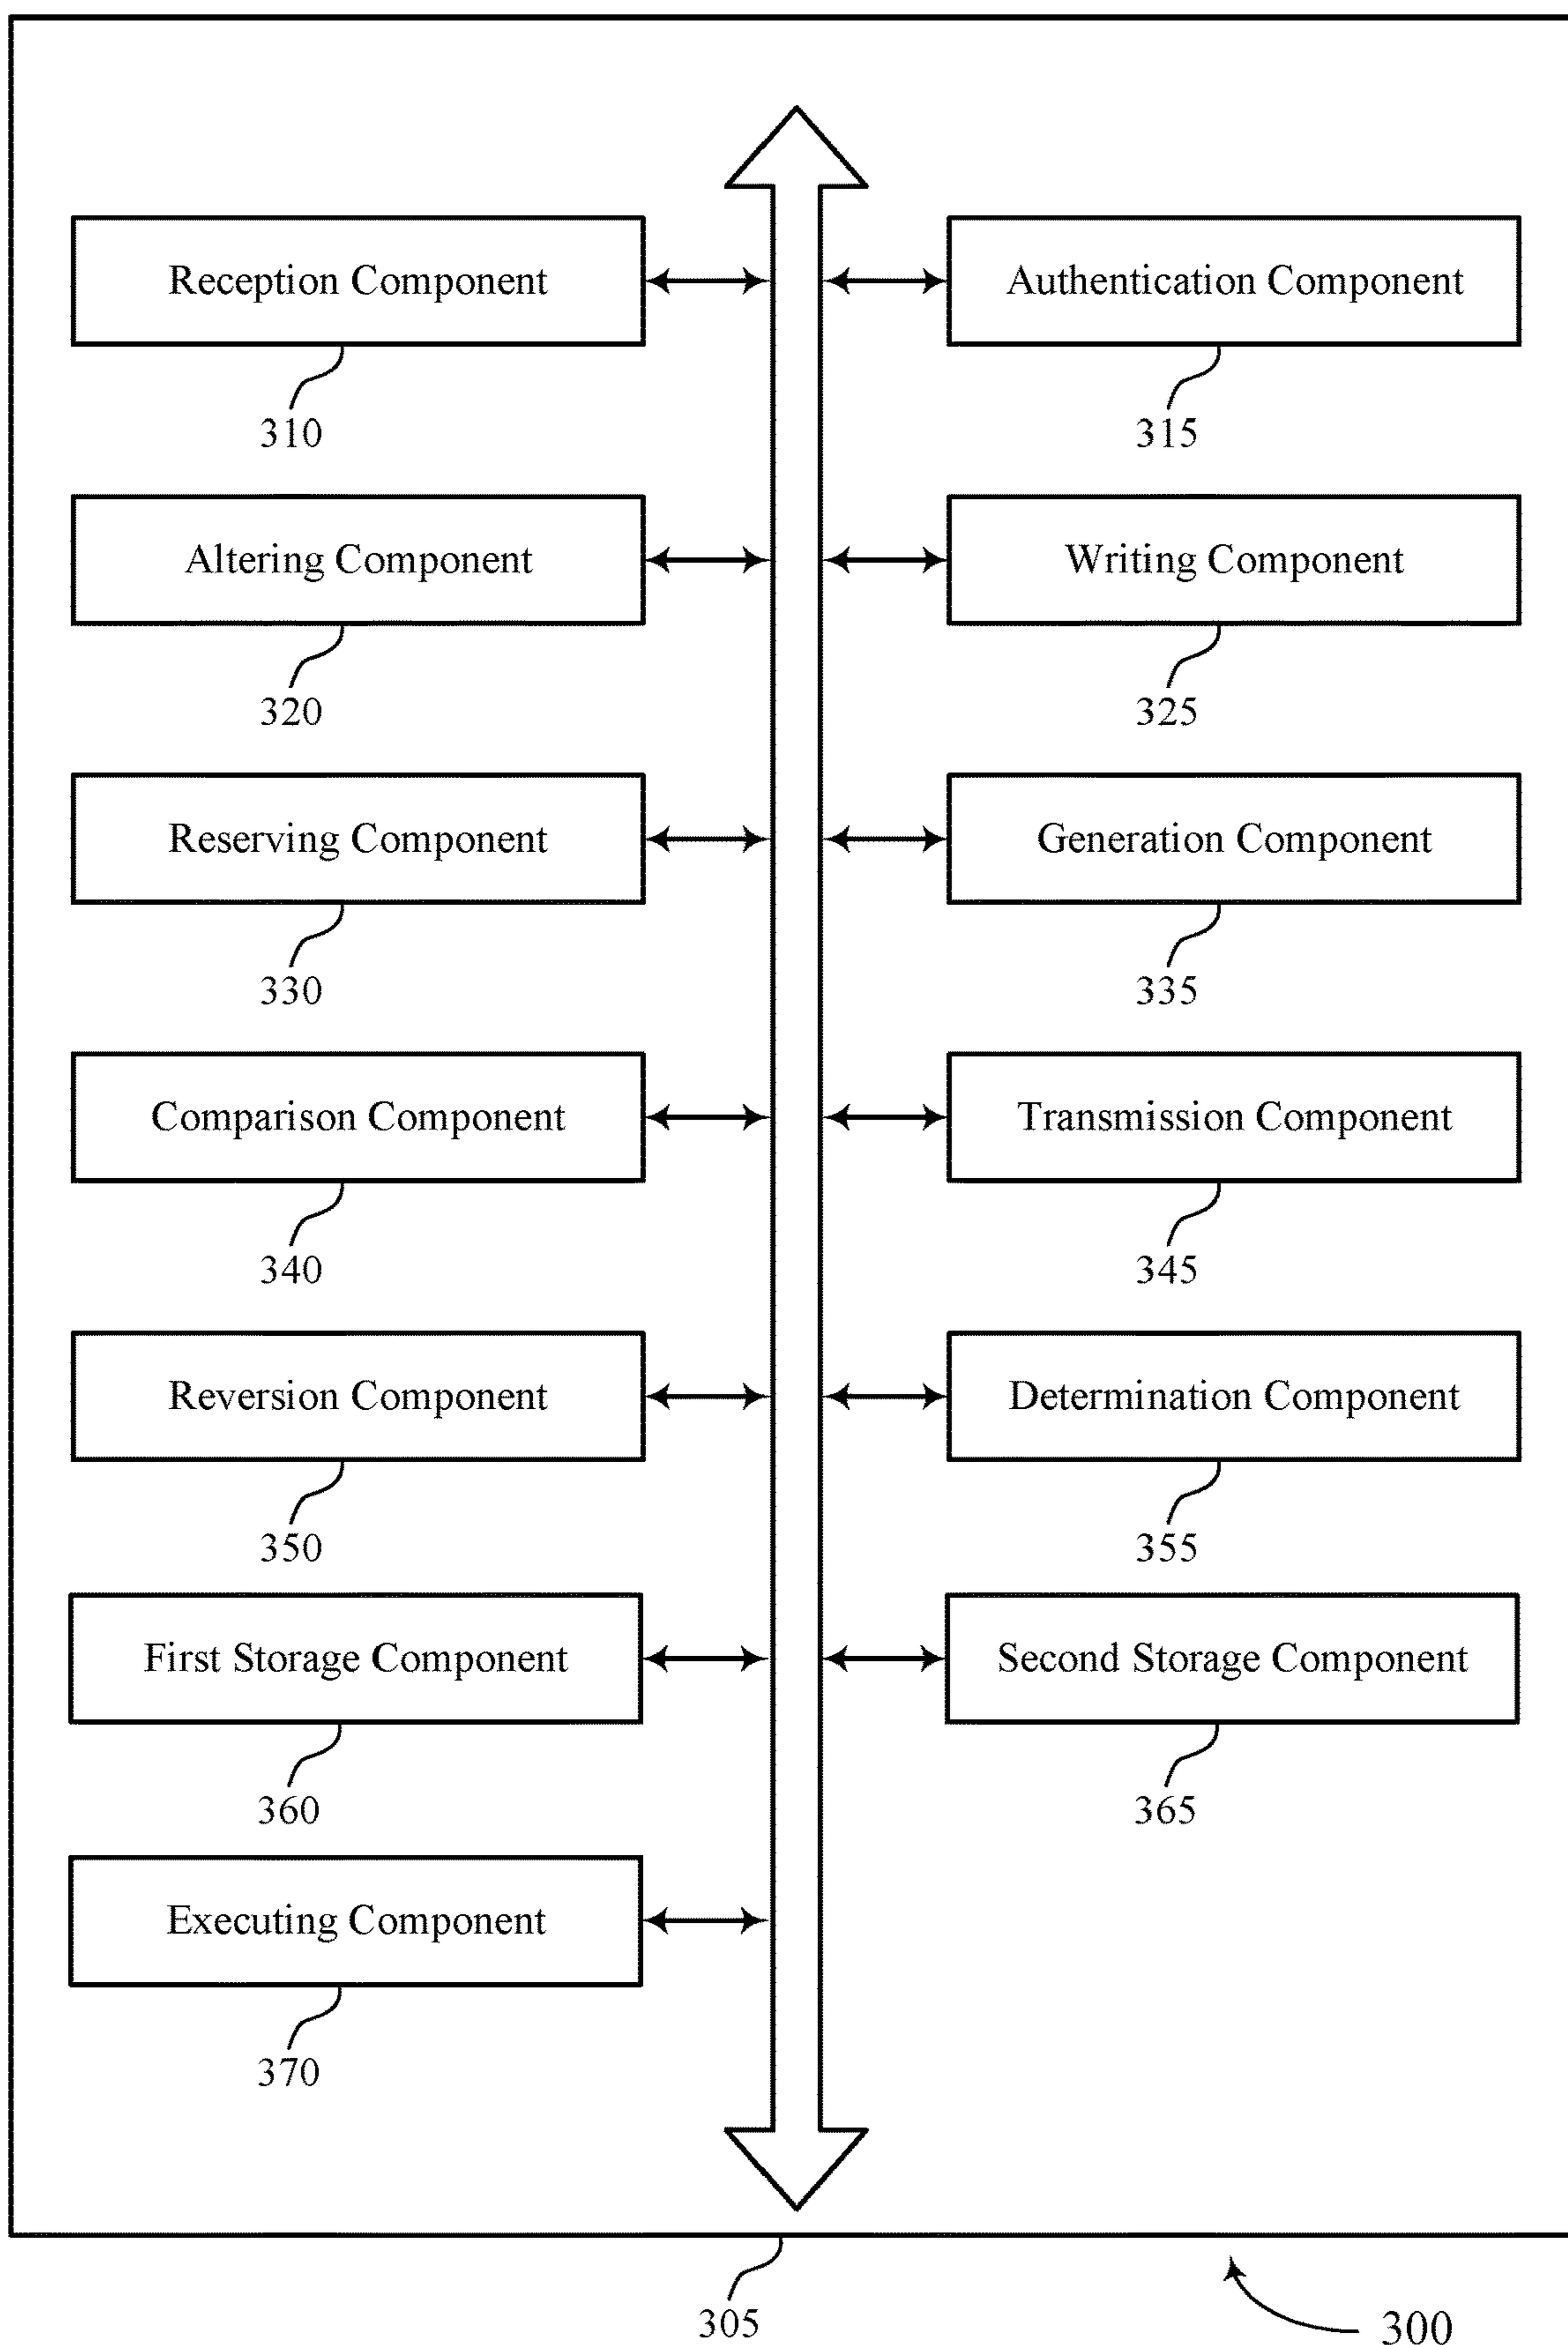 Reception Component
Authentication Component
310
315
Altering Component
Writing Component
320
325
Reserving Component
Generation Component
330
335
Comparison Component
Transmission Component
340
345
Reversion Component
Determination Component
350
355
First Storage Component
Second Storage Component
360
365
Executing Component
370
305
300